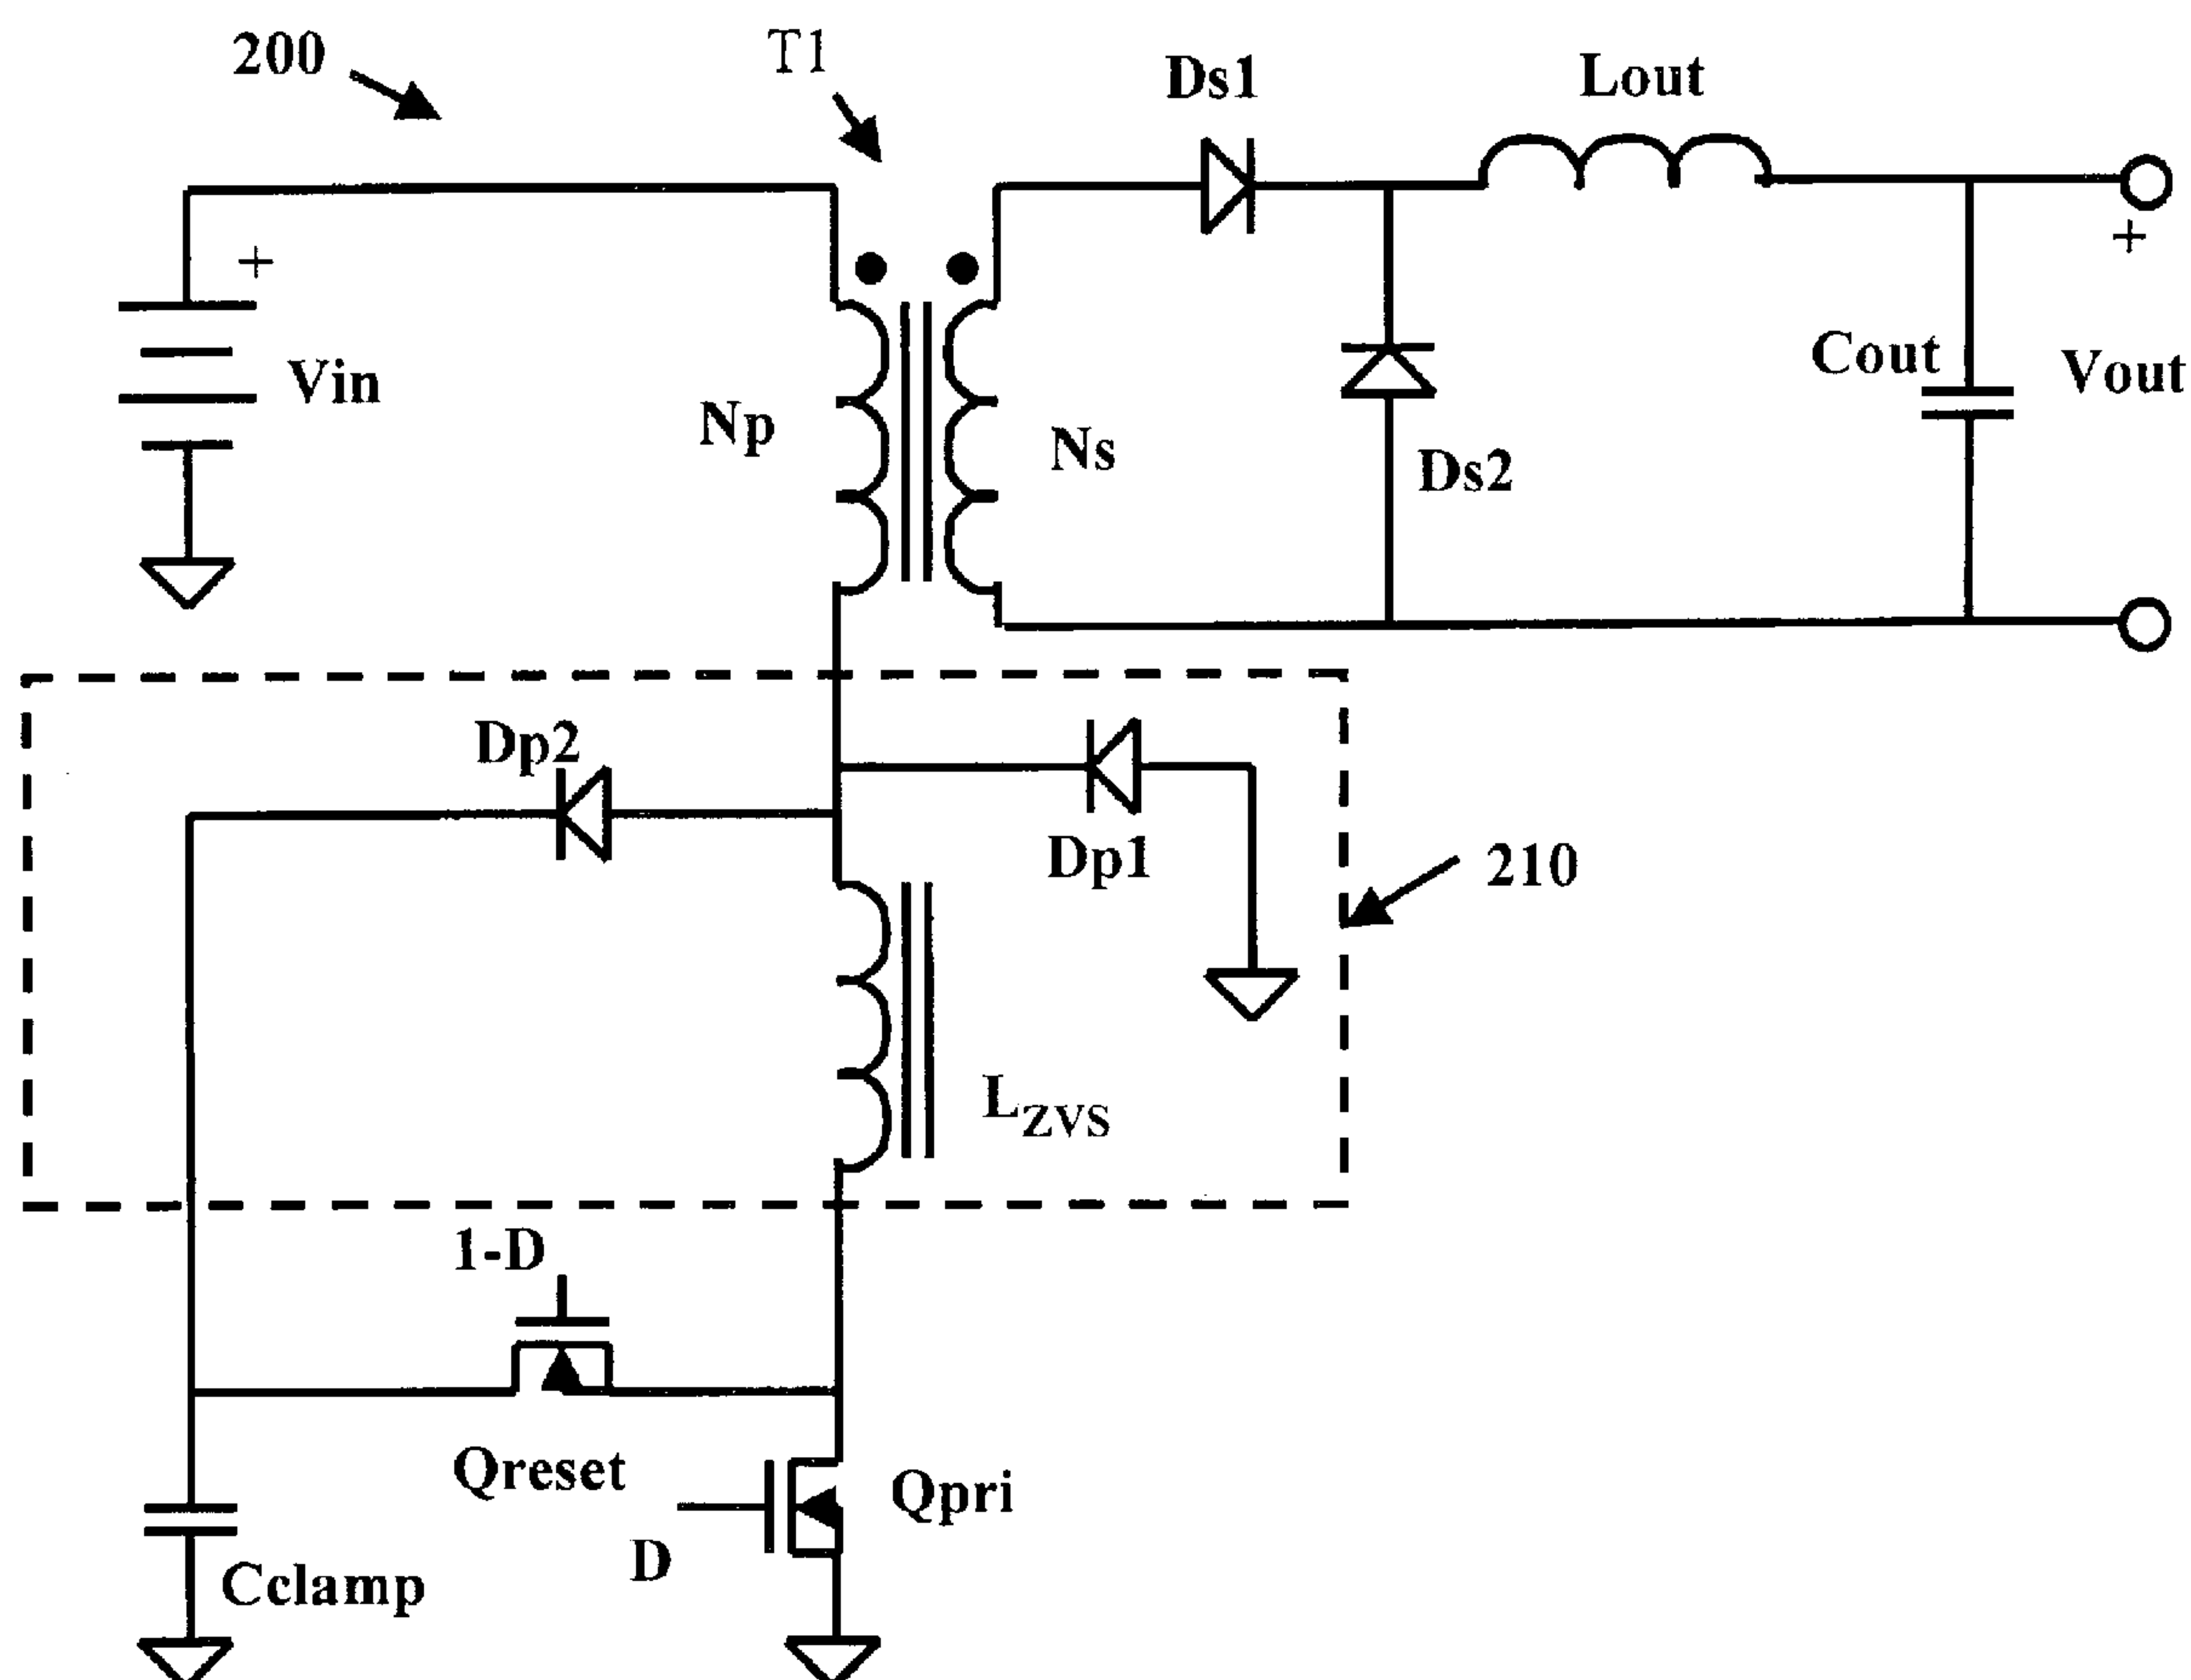 200
T1
Ds1
Lout
+
+
Vin
Np
Ns
Ds2
Cout
Vout
Dp2
Dp1
210
LZVS
1-D
Qreset
Qpri
D
Cclamp